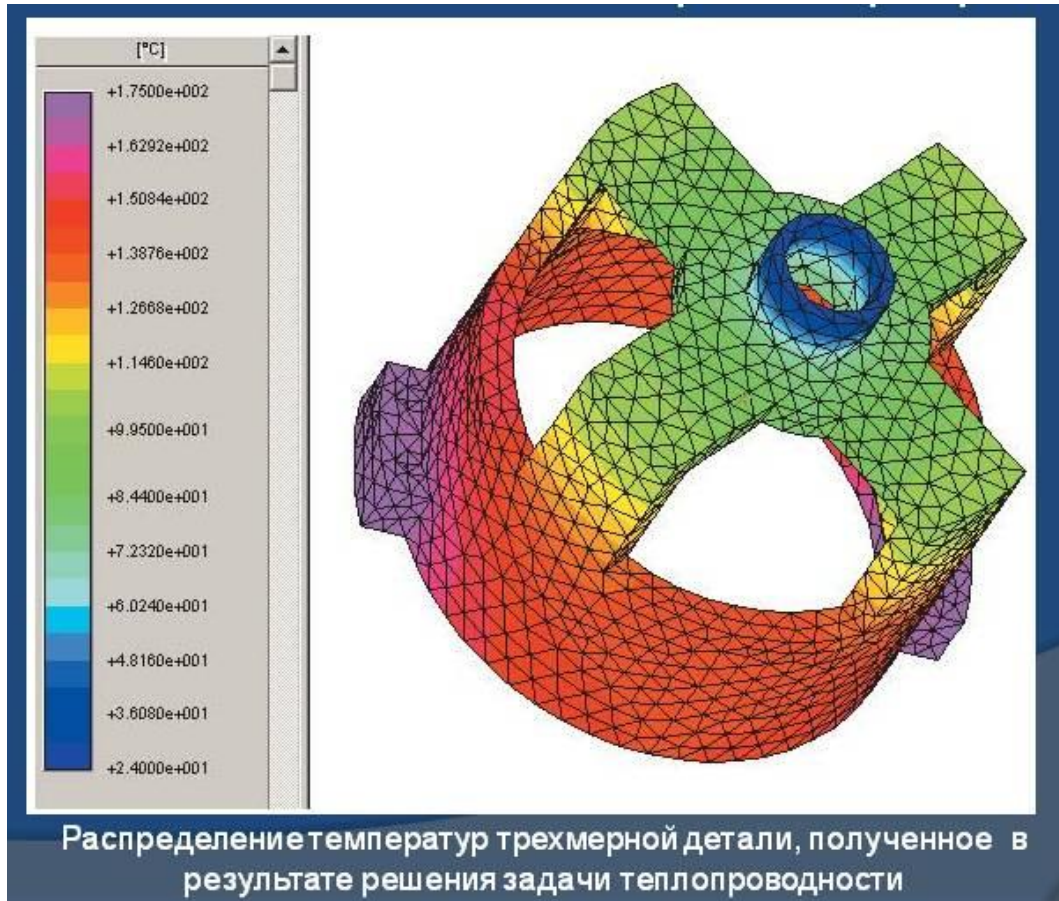 [°C]
+1.7500e+002
+1.6292e+002
+1.5084e+002
+1.3876e+002
+1.2668e+002
+1.1460e+002
+9.9500e+001
+8.4400e+001
+7.2320e+001
+6.0240e+001
+4.8160e+001
+3.6080e+001
+2.4000e+001
Распределение температур трехмерной детали, полученное в
результате решения задачи теплопроводности